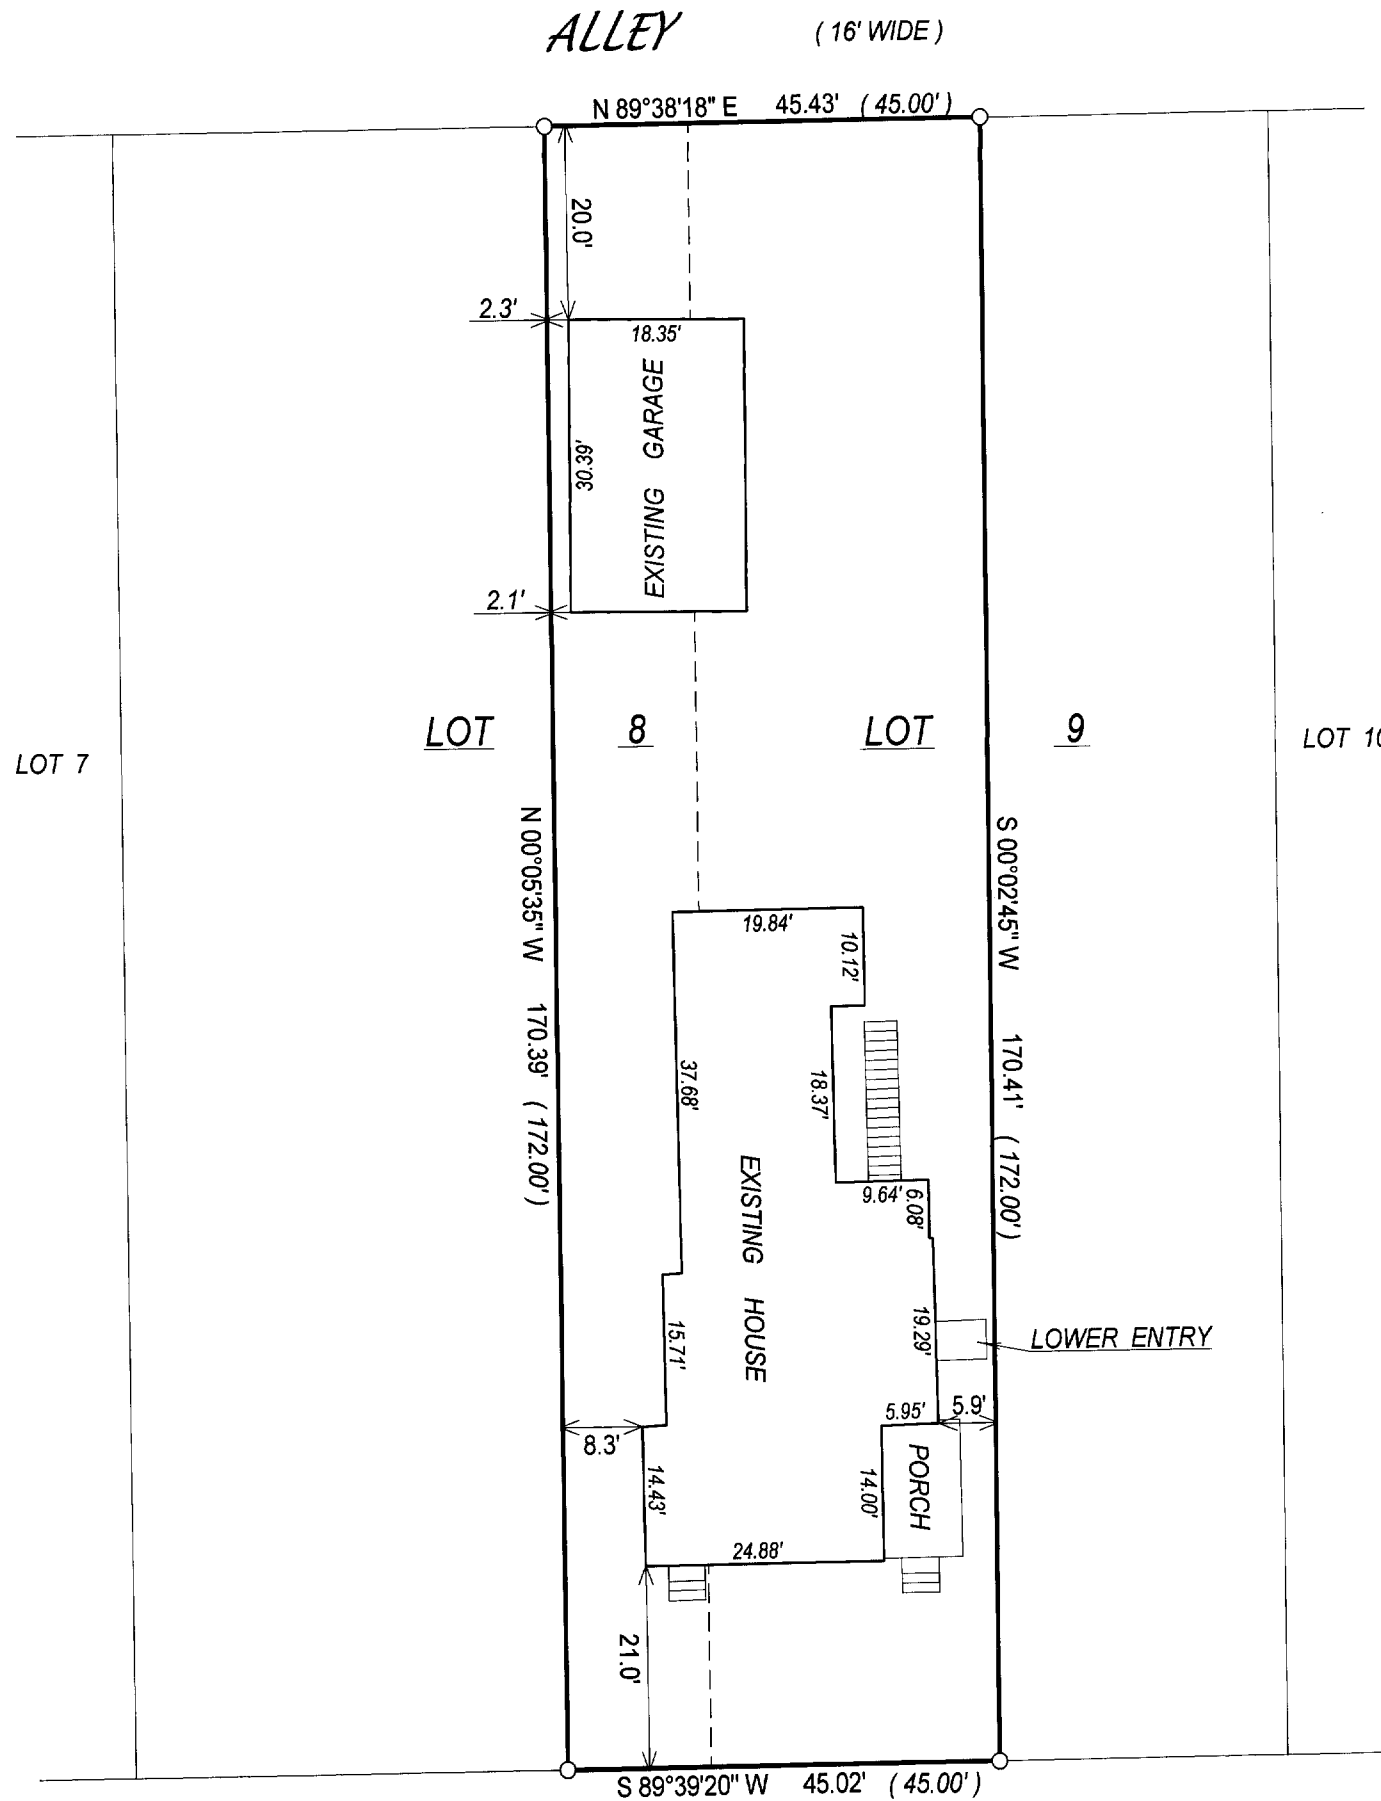 ALLEY ( 16' WIDE )
N 89°38'18" E 45.43' ( 45.00' )
20.0'
2.3'
18.35'
EXISTING GARAGE
30.39'
2.1'
LOT 8
LOT 9
LOT 7
LOT 10
N 00°05'35" W 170.39' ( 172.00' )
S 00°02'45" W 170.41' ( 172.00' )
19.84'
10.12'
37.68'
18.37'
9.64'
6.08'
EXISTING HOUSE
15.71'
19.29'
LOWER ENTRY
5.95'
5.9'
8.3'
14.43'
14.00'
PORCH
24.88'
21.0'
S 89°39'20" W 45.02' ( 45.00' )